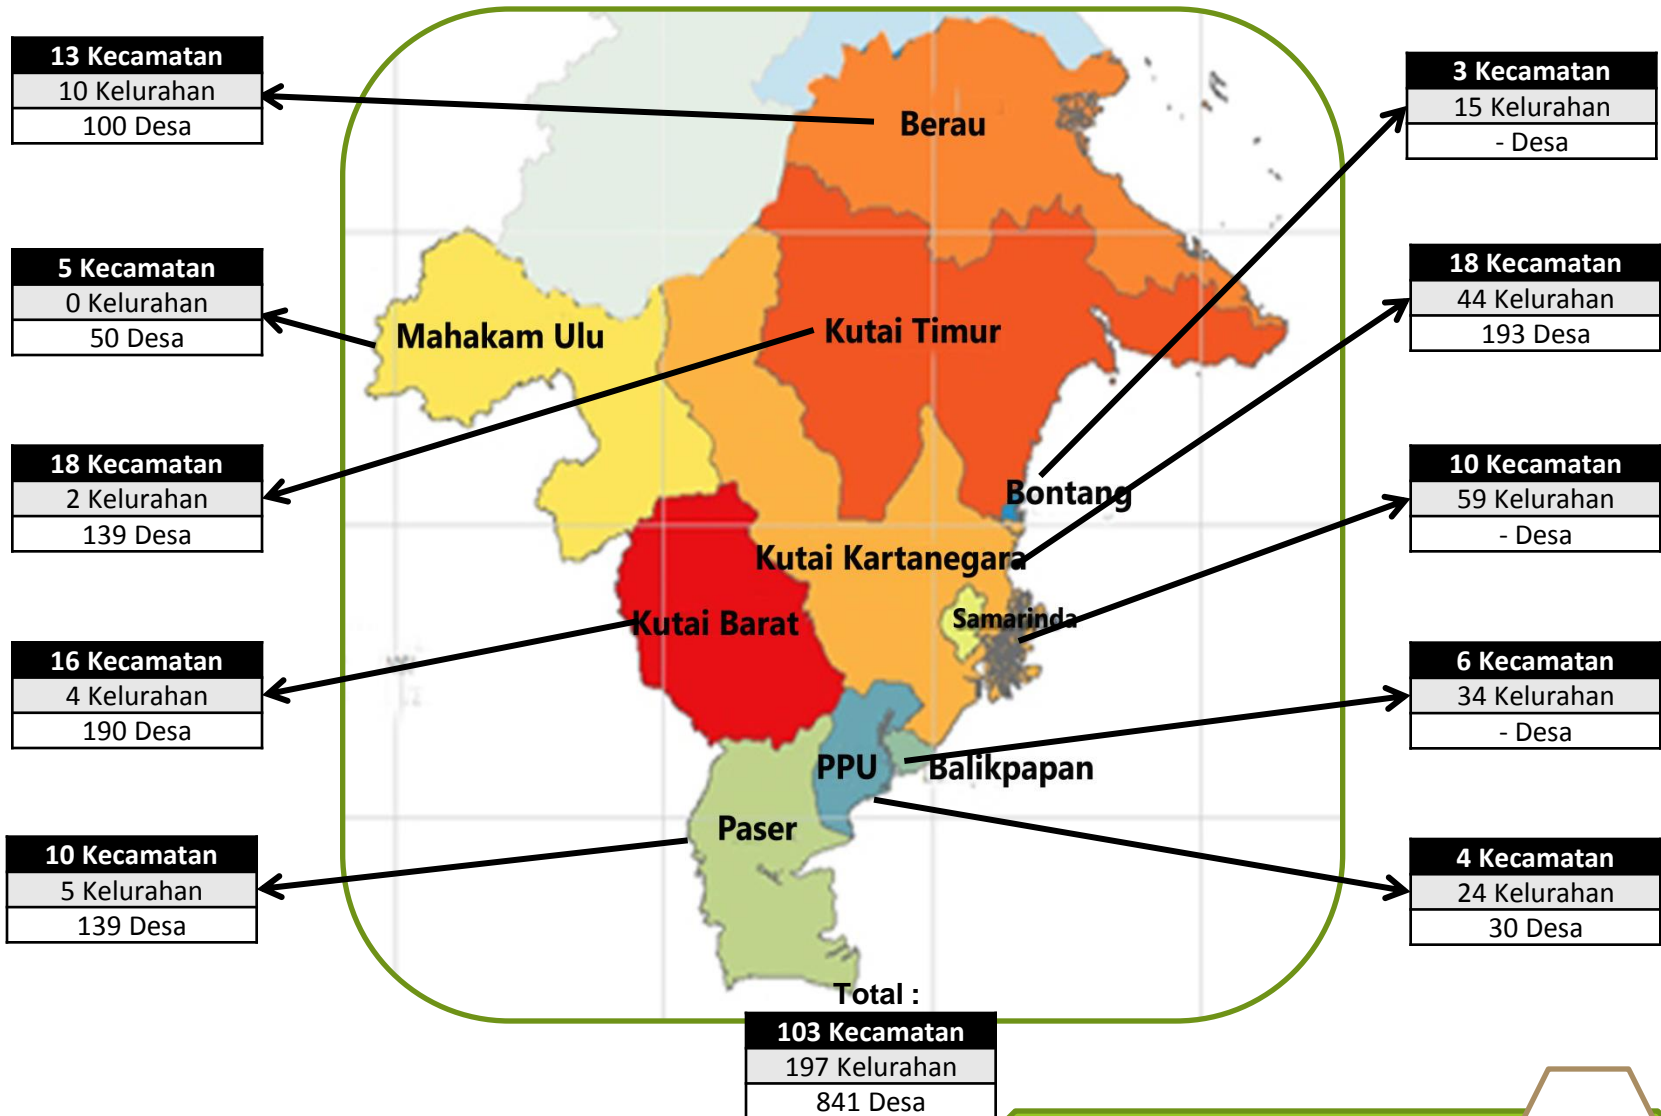 13 Kecamatan
10 Kelurahan
100 Desa
5 Kecamatan
0 Kelurahan
50 Desa
18 Kecamatan
2 Kelurahan
139 Desa
16 Kecamatan
4 Kelurahan
190 Desa
10 Kecamatan
5 Kelurahan
139 Desa
Berau
Mahakam Ulu
Kutai Timur
Bontang
Kutai Kartanegara
Samarinda
Kutai Barat
PPU
Balikpapan
Paser
3 Kecamatan
15 Kelurahan
- Desa
18 Kecamatan
44 Kelurahan
193 Desa
10 Kecamatan
59 Kelurahan
- Desa
6 Kecamatan
34 Kelurahan
- Desa
4 Kecamatan
24 Kelurahan
30 Desa
Total :
103 Kecamatan
197 Kelurahan
841 Desa